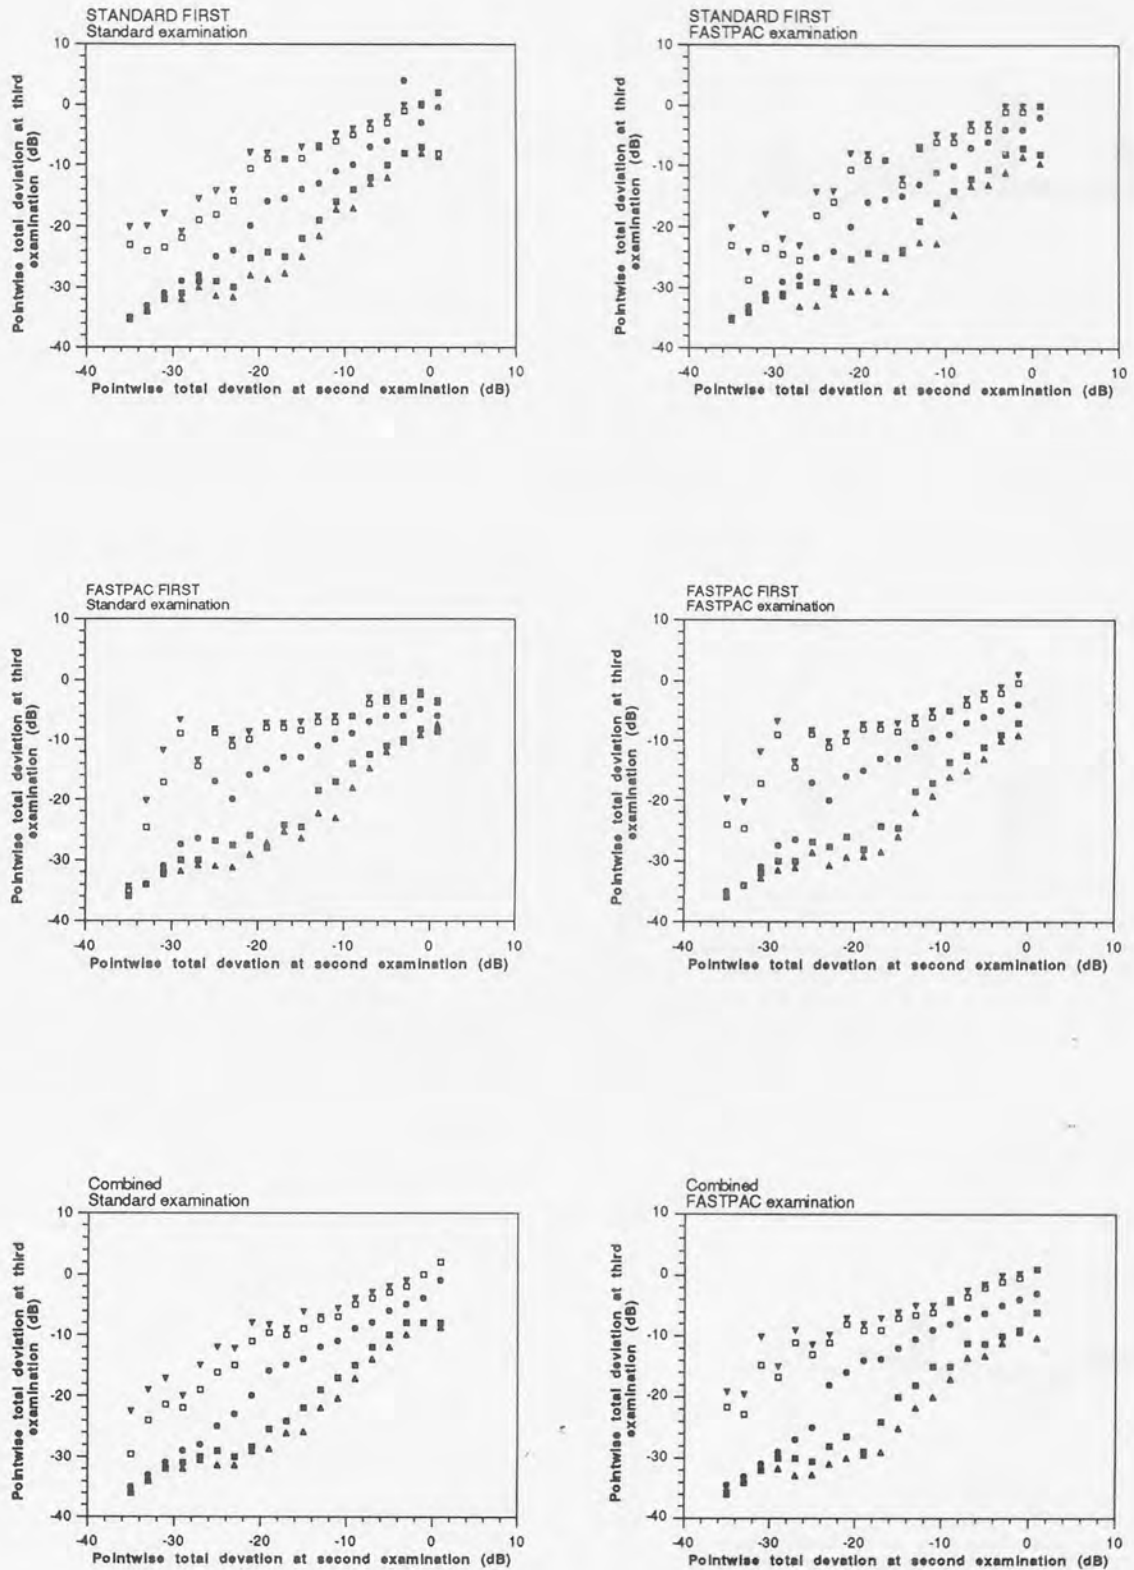 STANDARD FIRST
Standard examination
10
0
-10
-20
-30
-40
Pointwise total deviation at third
examination (dB)
-40 -30 -20 -10 0 10
Pointwise total devation at second examination (dB)
STANDARD FIRST
FASTPAC examination
10
0
-10
-20
-30
-40
Pointwise total deviation at third
examination (dB)
-40 -30 -20 -10 0 -10
Pointwise total devation at second examination (dB)
FASTPAC FIRST
Standard examination
10
0
-10
-20
-30
-40
Pointwise total deviation at third
examination (dB)
-40 -30 -20 -10 0 10
Pointwise total devation at second examination (dB)
FASTPAC FIRST
FASTPAC examination
10
0
-10
-20
-30
-40
Pointwise total deviation at third
examination (dB)
-40 -30 -20 -10 0 10
Pointwise total devation at second examination (dB)
Combined
Standard examination
10
0
-10
-20
-30
-40
Pointwise total deviation at third
examination (dB)
-40 -30 -20 -10 0 10
Pointwise total devation at second examination (dB)
Combined
FASTPAC examination
10
0
-10
-20
-30
-40
Pointwise total deviation at third
examination (dB)
-40 -30 -20 -10 0 10
Pointwise total devation at second examination (dB)